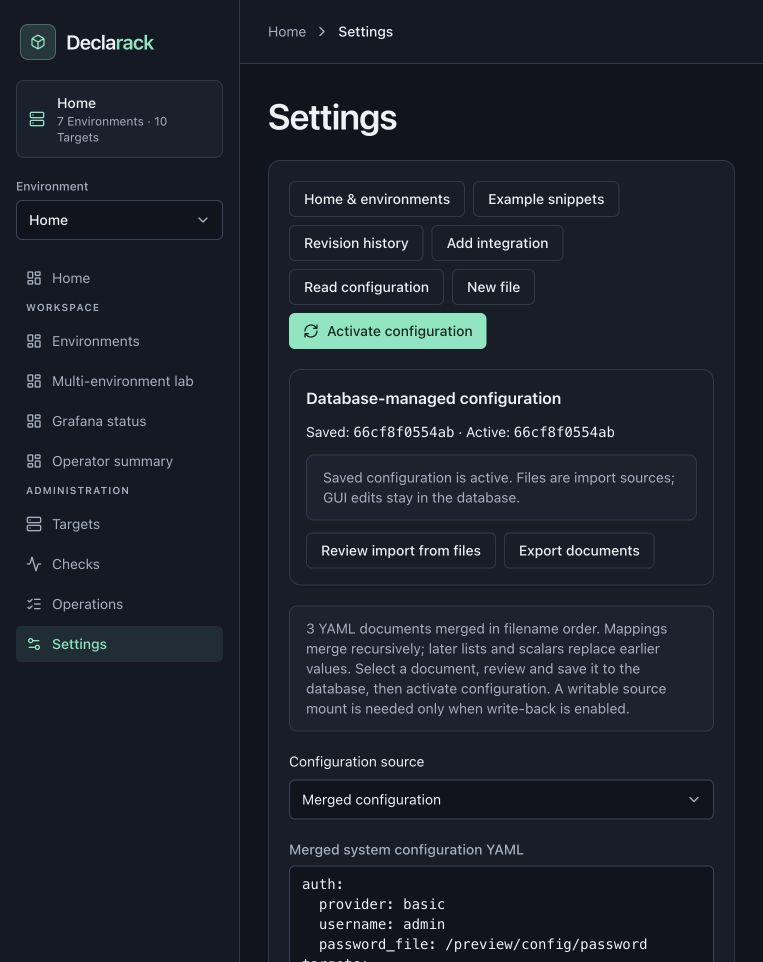 Declarack
Home
7 Environments · 10
Targets
Environment
Home
Home
WORKSPACE
Environments
Multi-environment lab
Grafana status
Operator summary
ADMINISTRATION
Targets
Checks
Operations
Settings
Home > Settings
Settings
Home & environments
Example snippets
Revision history
Add integration
Read configuration
New file
Activate configuration
Database-managed configuration
Saved: 66cf8f0554ab · Active: 66cf8f0554ab
Saved configuration is active. Files are import sources;
GUI edits stay in the database.
Review import from files
Export documents
3 YAML documents merged in filename order. Mappings
merge recursively; later lists and scalars replace earlier
values. Select a document, review and save it to the
database, then activate configuration. A writable source
mount is needed only when write-back is enabled.
Configuration source
Merged configuration
Merged system configuration YAML
auth:
  provider: basic
  username: admin
  password_file: /preview/config/password
targets: